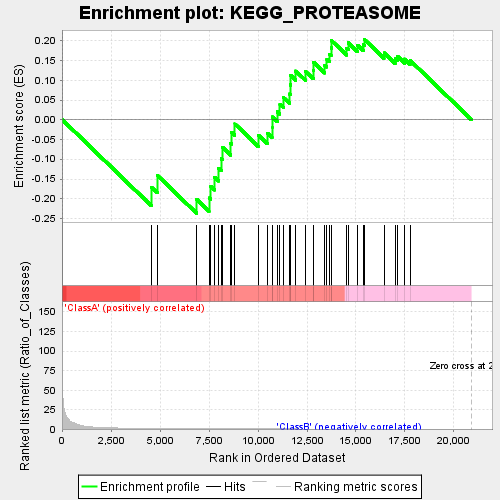 Enrichment plot: KEGG_PROTEASOME
Enrichment score (ES)
0.20
0.15
0.10
0.05
0.00
-0.05
-0.10
-0.15
-0.20
-0.25
'ClassA' (positively correlated)
Ranked list metric (Ratio_of_Classes)
150
125
100
75
50
25
0
Zero cross at 2
'ClassB' (negatively correlated)
0 2,500 5,000 7,500 10,000 12,500 15,000 17,500 20,000
Rank in Ordered Dataset
Enrichment profile Hits Ranking metric scores